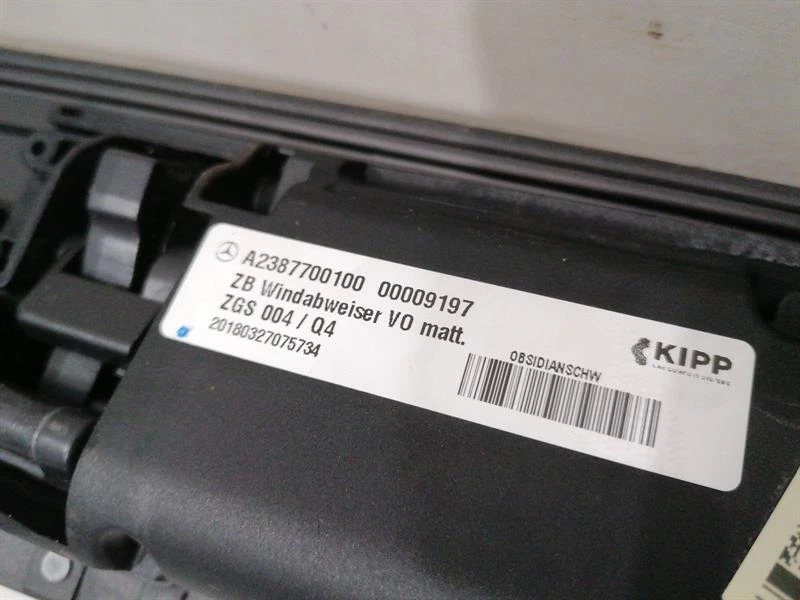 A2387700100 00009197
ZB Windabweiser VO matt.
ZGS 004 / Q4
20180327075734
OBSIDIANSCHW
KIPP